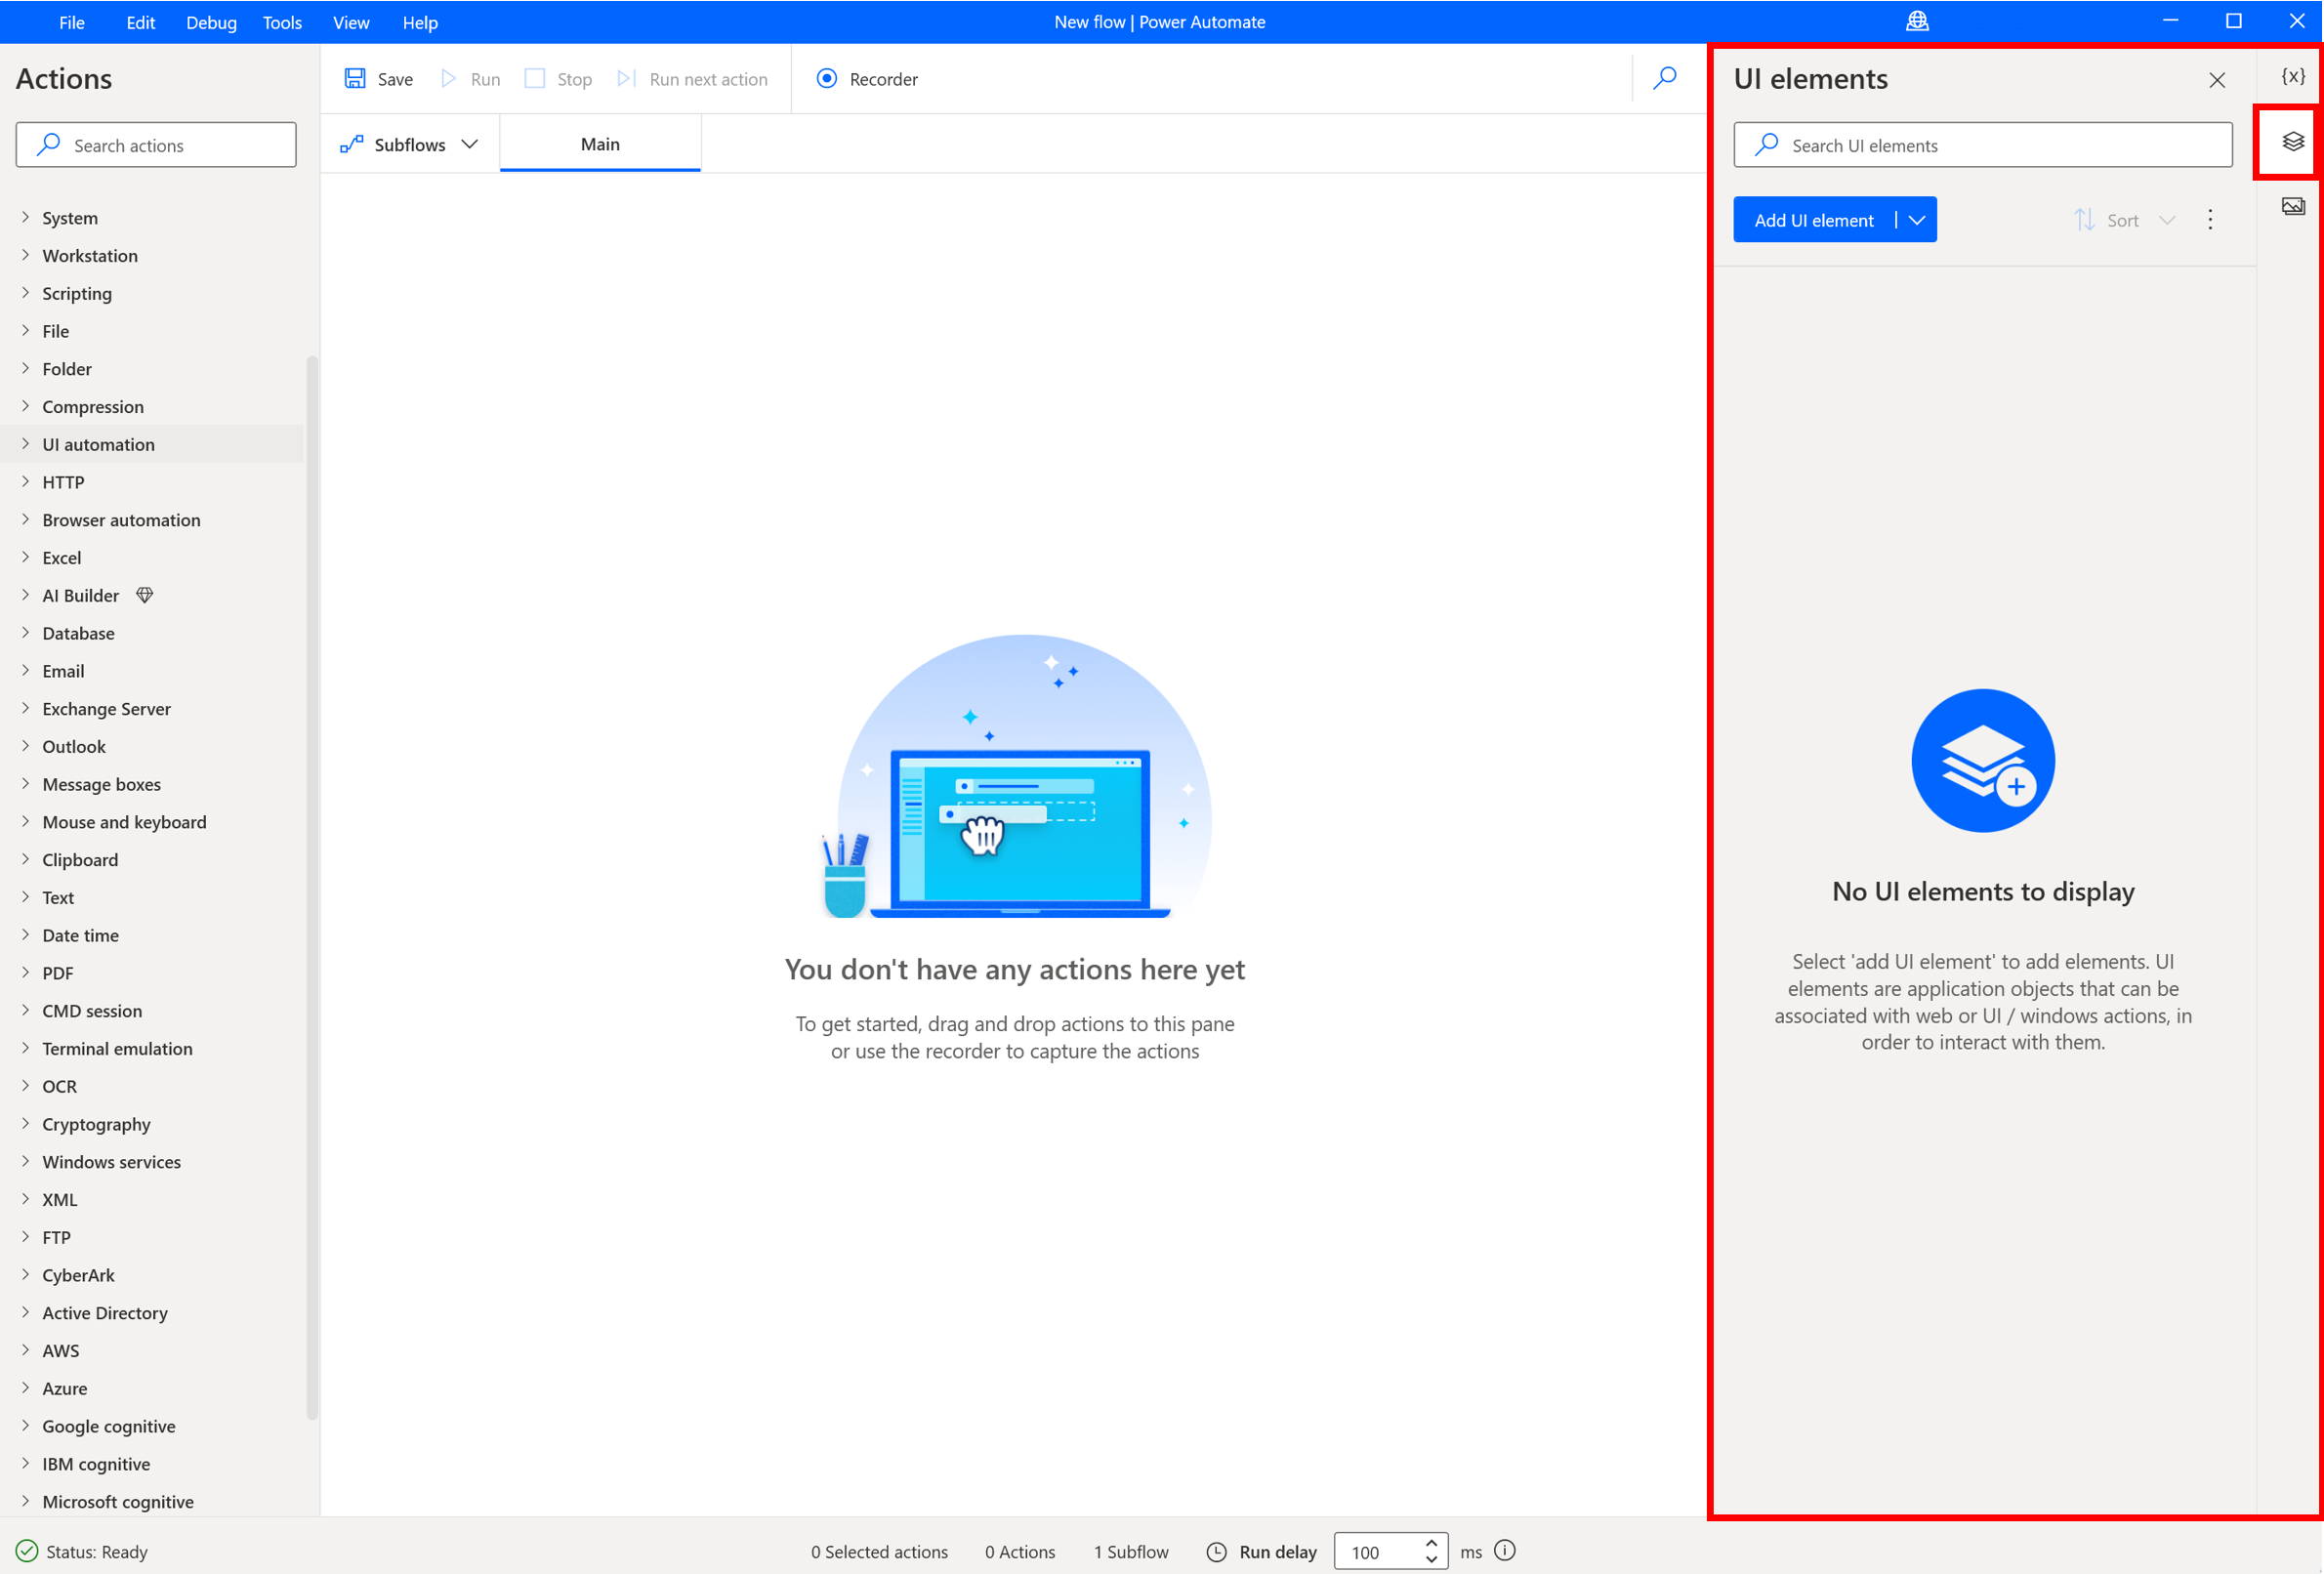 File Edit Debug Tools View Help New flow | Power Automate
Actions
Search actions
System
Workstation
Scripting
File
Folder
Compression
UI automation
HTTP
Browser automation
Excel
AI Builder
Database
Email
Exchange Server
Outlook
Message boxes
Mouse and keyboard
Clipboard
Text
Date time
PDF
CMD session
Terminal emulation
OCR
Cryptography
Windows services
XML
FTP
CyberArk
Active Directory
AWS
Azure
Google cognitive
IBM cognitive
Microsoft cognitive
Save Run Stop Run next action Recorder
Subflows Main
You don't have any actions here yet
To get started, drag and drop actions to this pane
or use the recorder to capture the actions
UI elements
{x}
Search UI elements
Add UI element Sort
No UI elements to display
Select 'add UI element' to add elements. UI
elements are application objects that can be
associated with web or UI / windows actions, in
order to interact with them.
Status: Ready 0 Selected actions 0 Actions 1 Subflow Run delay 100 ms